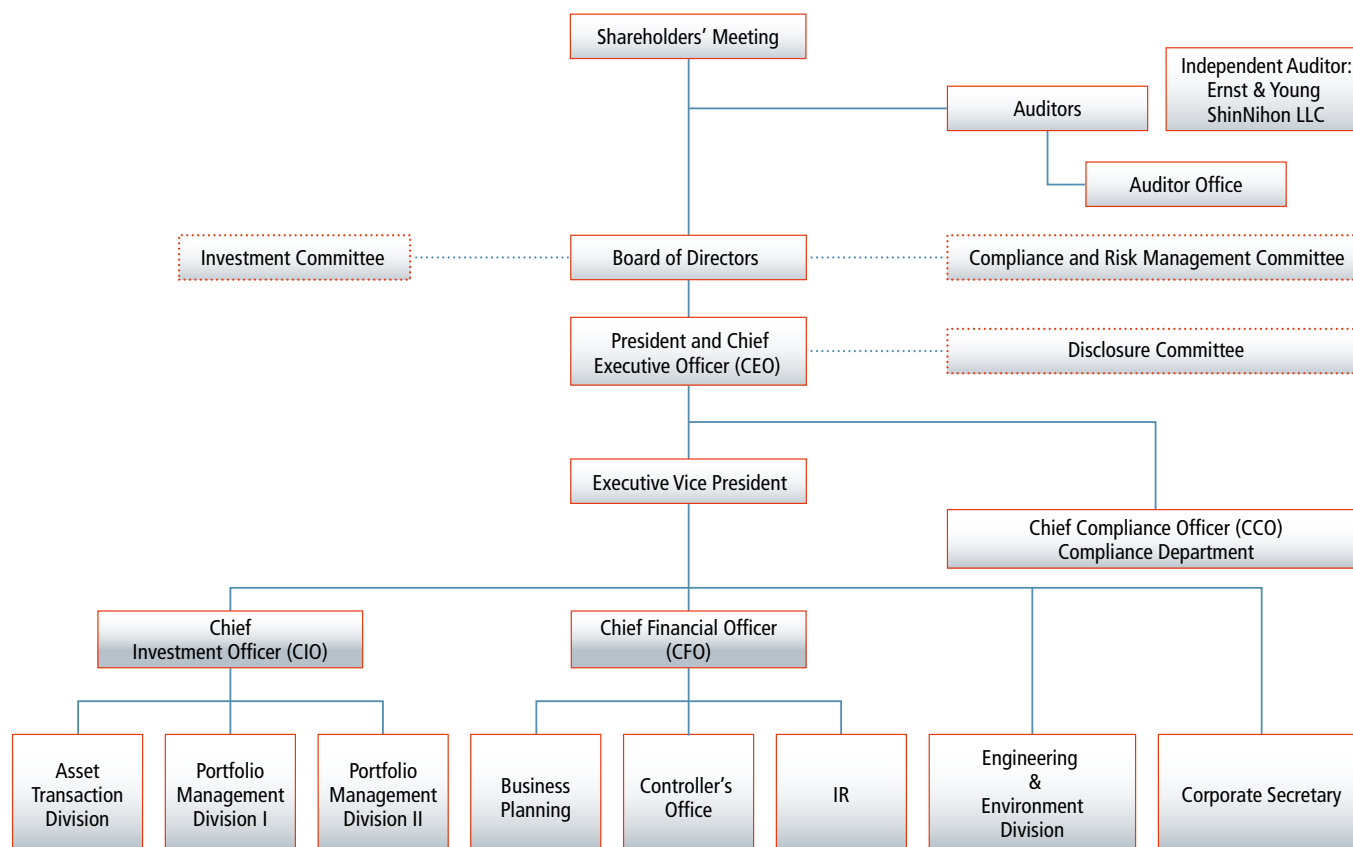 Shareholders’ Meeting
Independent Auditor:
Ernst & Young
ShinNihon LLC
Auditors
Auditor Office
Investment Committee
Board of Directors
Compliance and Risk Management Committee
President and Chief
Executive Officer (CEO)
Disclosure Committee
Executive Vice President
Chief Compliance Officer (CCO)
Compliance Department
Chief
Investment Officer (CIO)
Chief Financial Officer
(CFO)
Asset
Transaction
Division
Portfolio
Management
Division I
Portfolio
Management
Division II
Business
Planning
Controller’s
Office
IR
Engineering
&
Environment
Division
Corporate Secretary